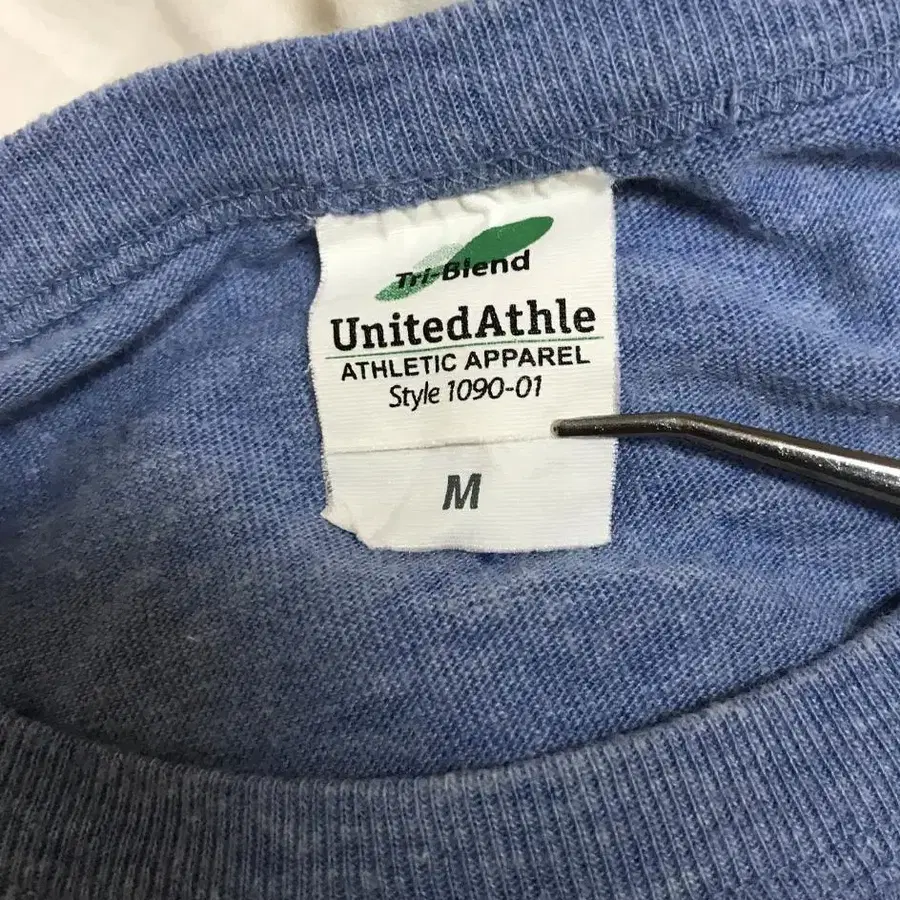 Tri-Blend
UnitedAthle
ATHLETIC APPAREL
Style 1090-01
M